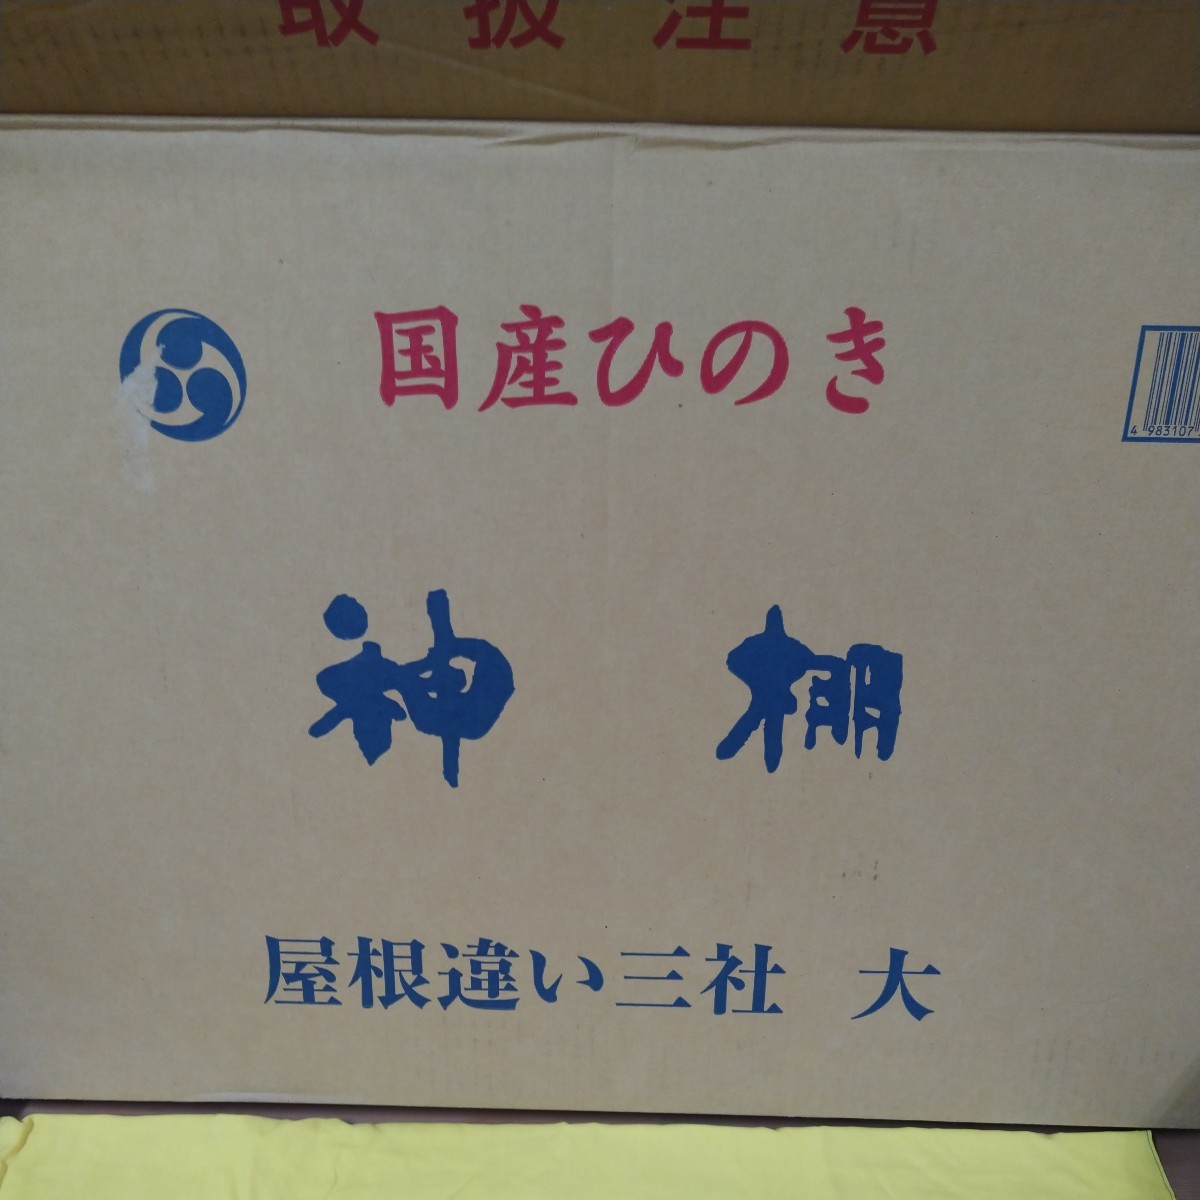 取扱注意
国産ひのき
4 983107
神棚
屋根違い三社 大